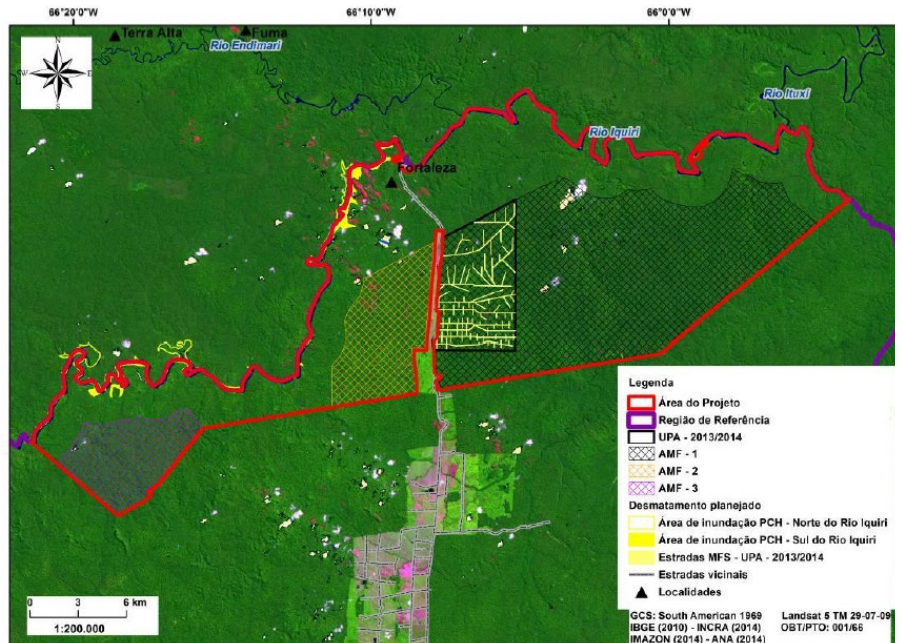 66°20'0"W
66°10'0"W
66°0'0"W
Terra Alta
Fuma
Rio Endimari
N
E
S
Rio Ituxi
Rio Iquiri
Fortaleza
Legenda
Área do Projeto
Região de Referência
UPA - 2013/2014
AMF - 1
AMF - 2
AMF - 3
Desmatamento planejado
Área de inundação PCH - Norte do Rio Iquiri
Área de inundação PCH - Sul do Rio Iquiri
Estradas MFS - UPA - 2013/2014
Estradas vicinais
Localidades
0 3 6 km
1:200.000
GCS: South American 1969 Landsat 5 TM 29-07-09
IBGE (2010) - INCRA (2014) OBT/PTO: 001/66
IMAZON (2014) - ANA (2014)